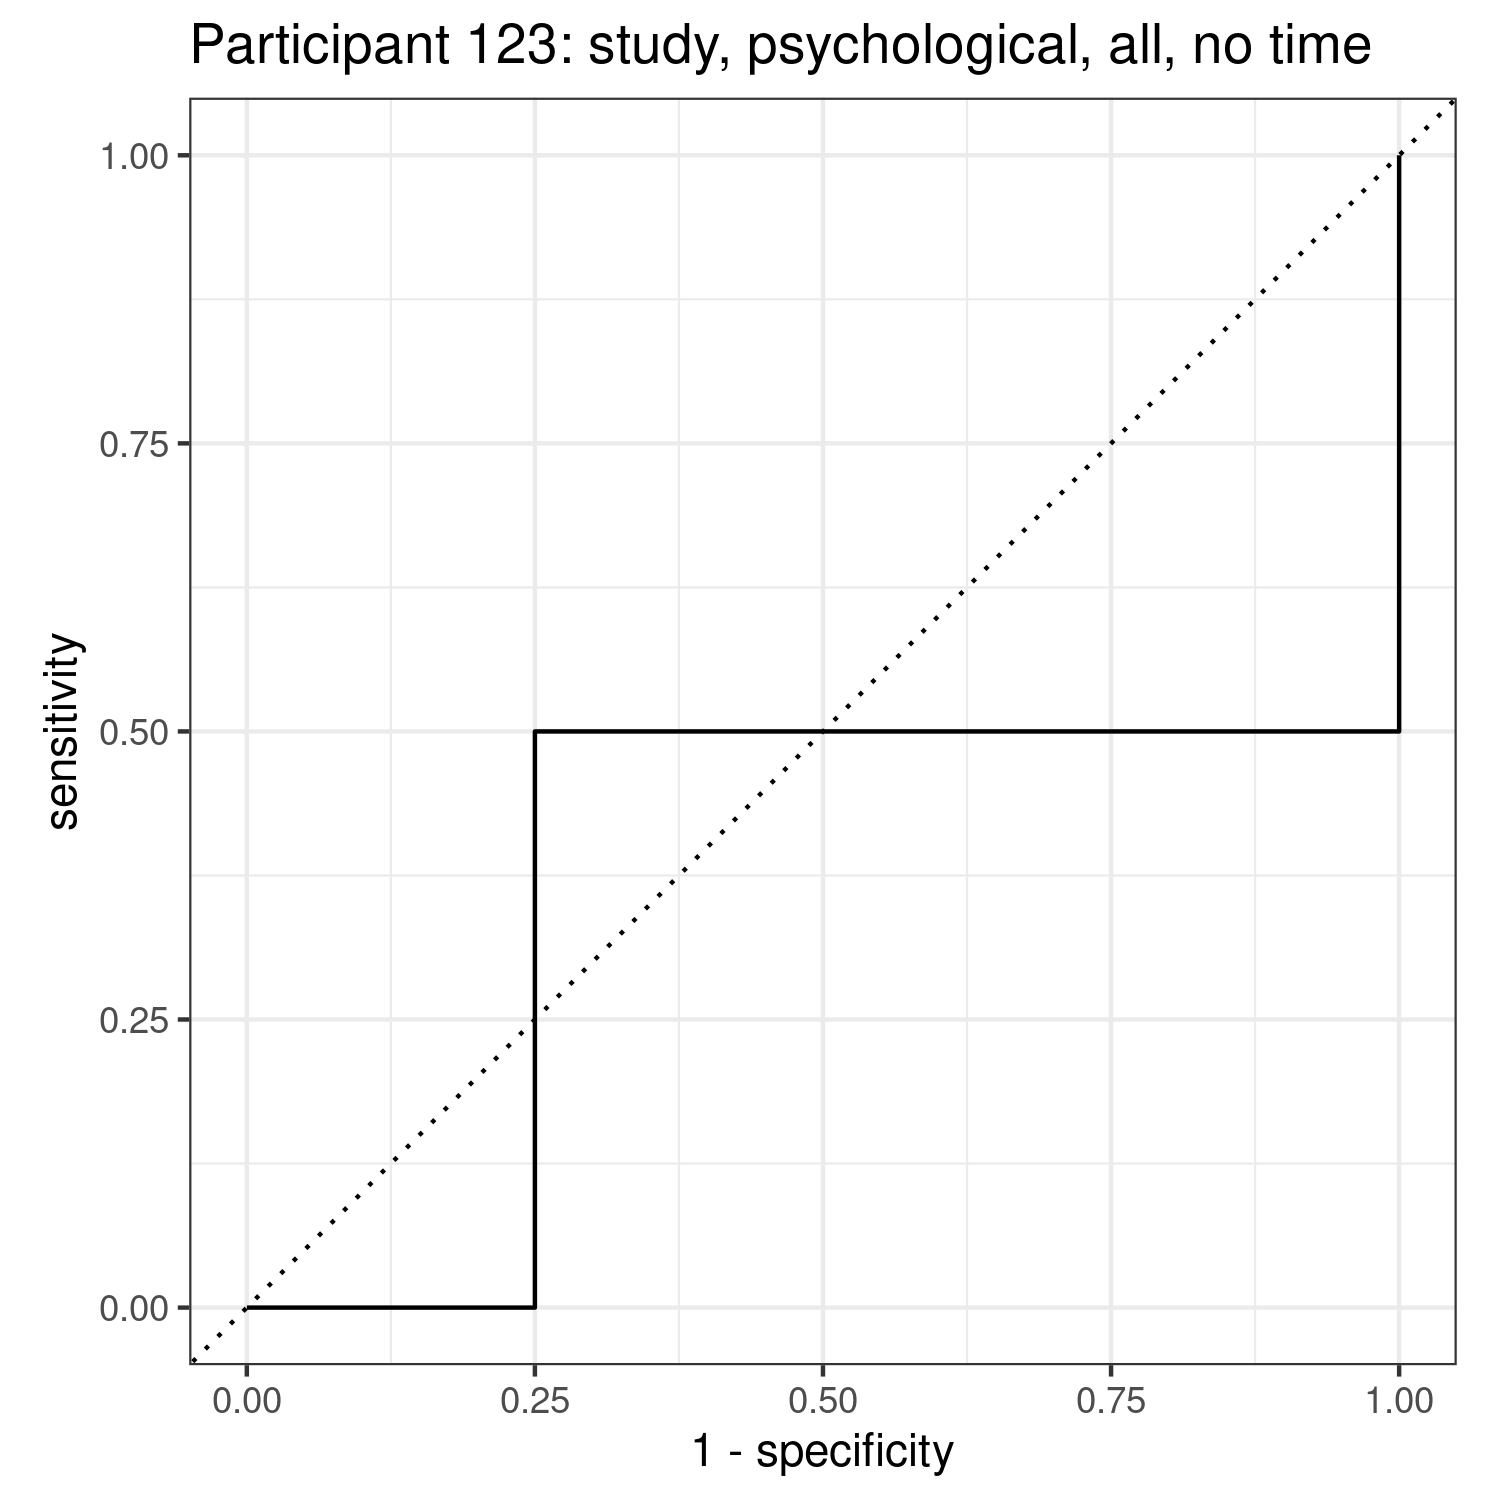 Participant 123: study, psychological, all, no time
1.00
0.75
0.50
0.25
0.00
sensitivity
0.00 0.25 0.50 0.75 1.00
1 - specificity